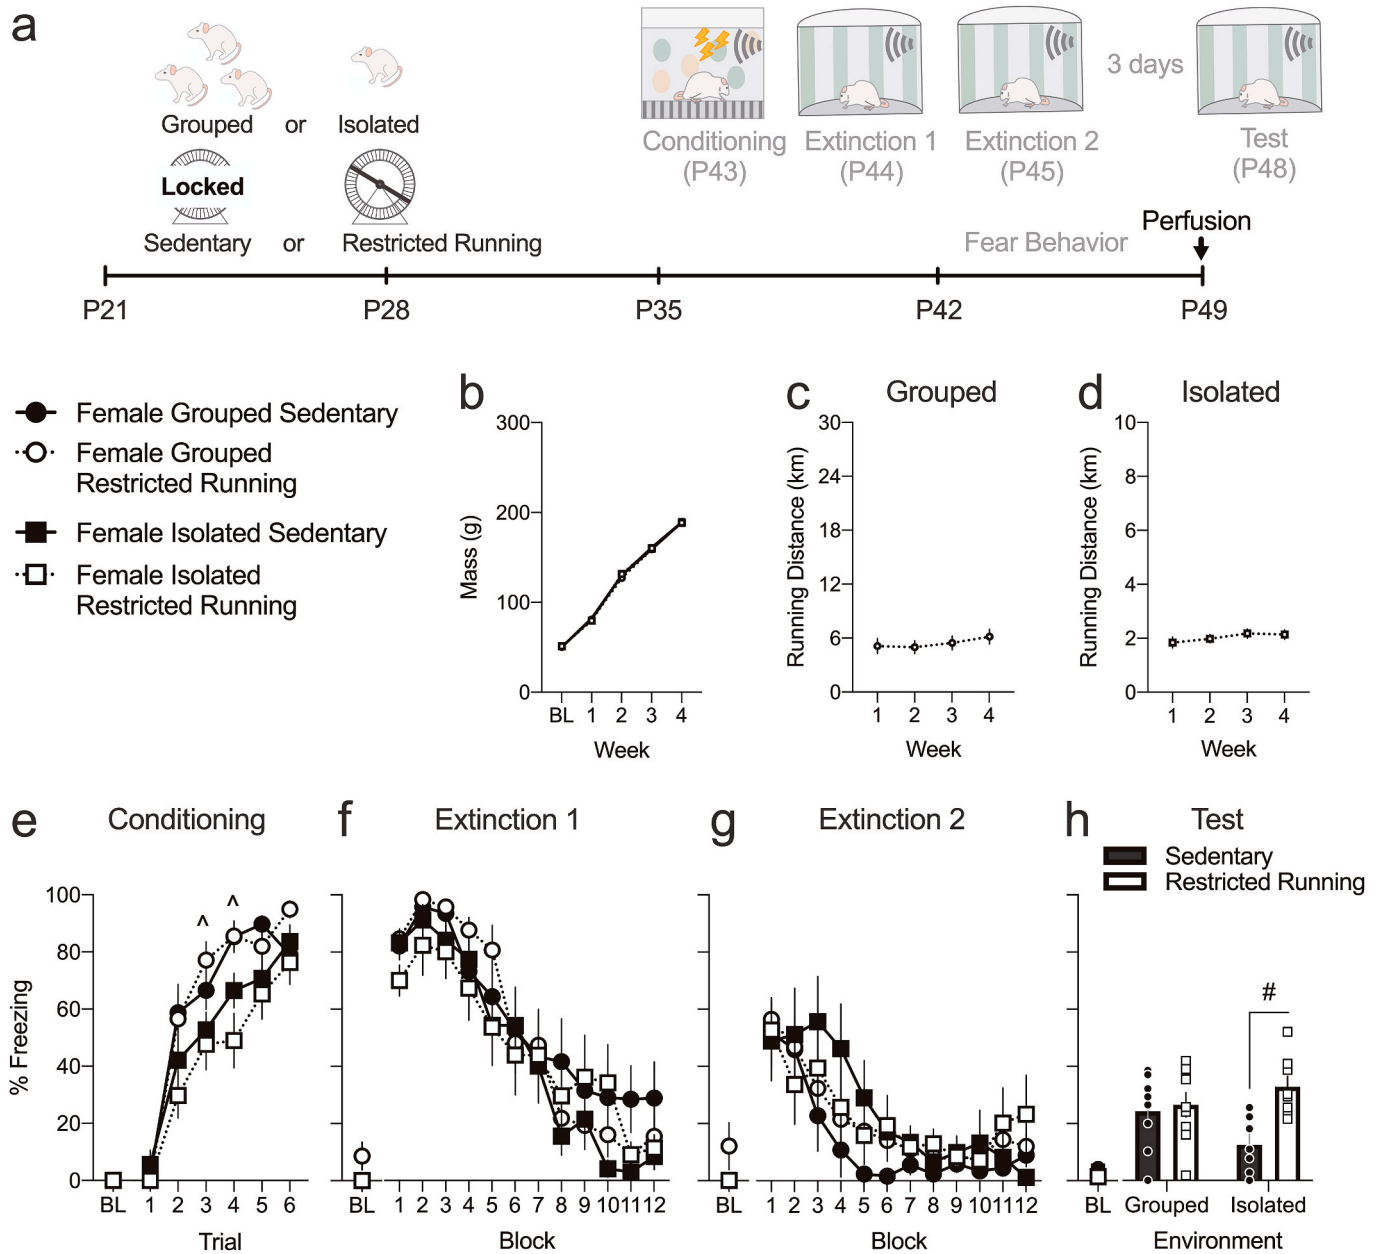 a
Grouped or Isolated
Locked
Sedentary or Restricted Running
Conditioning
(P43)
Extinction 1
(P44)
Extinction 2
(P45)
3 days
Test
(P48)
Fear Behavior
Perfusion
P21 P28 P35 P42 P49
Female Grouped Sedentary
Female Grouped
Restricted Running
Female Isolated Sedentary
Female Isolated
Restricted Running
b
Mass (g)
300
200
100
0
BL 1 2 3 4
Week
c Grouped
Running Distance (km)
30
24
18
12
6
0
1 2 3 4
Week
d Isolated
Running Distance (km)
10
8
6
4
2
0
1 2 3 4
Week
e Conditioning
% Freezing
100
80
60
40
20
0
^ ^
BL 1 2 3 4 5 6
Trial
f Extinction 1
BL 1 2 3 4 5 6 7 8 9 10 11 12
Block
g Extinction 2
BL 1 2 3 4 5 6 7 8 9 10 11 12
Block
h Test
Sedentary
Restricted Running
#
BL Grouped Isolated
Environment